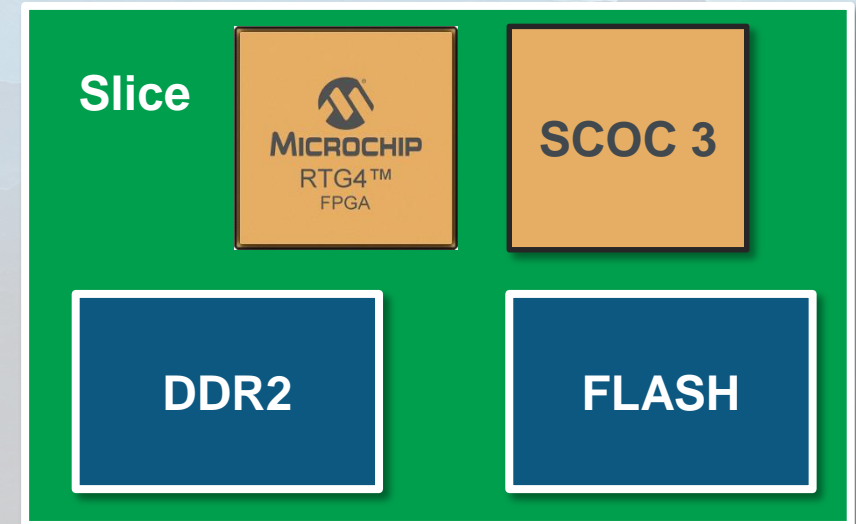 Slice
MICROCHIP
RTG4™
FPGA
SCOC 3
DDR2
FLASH